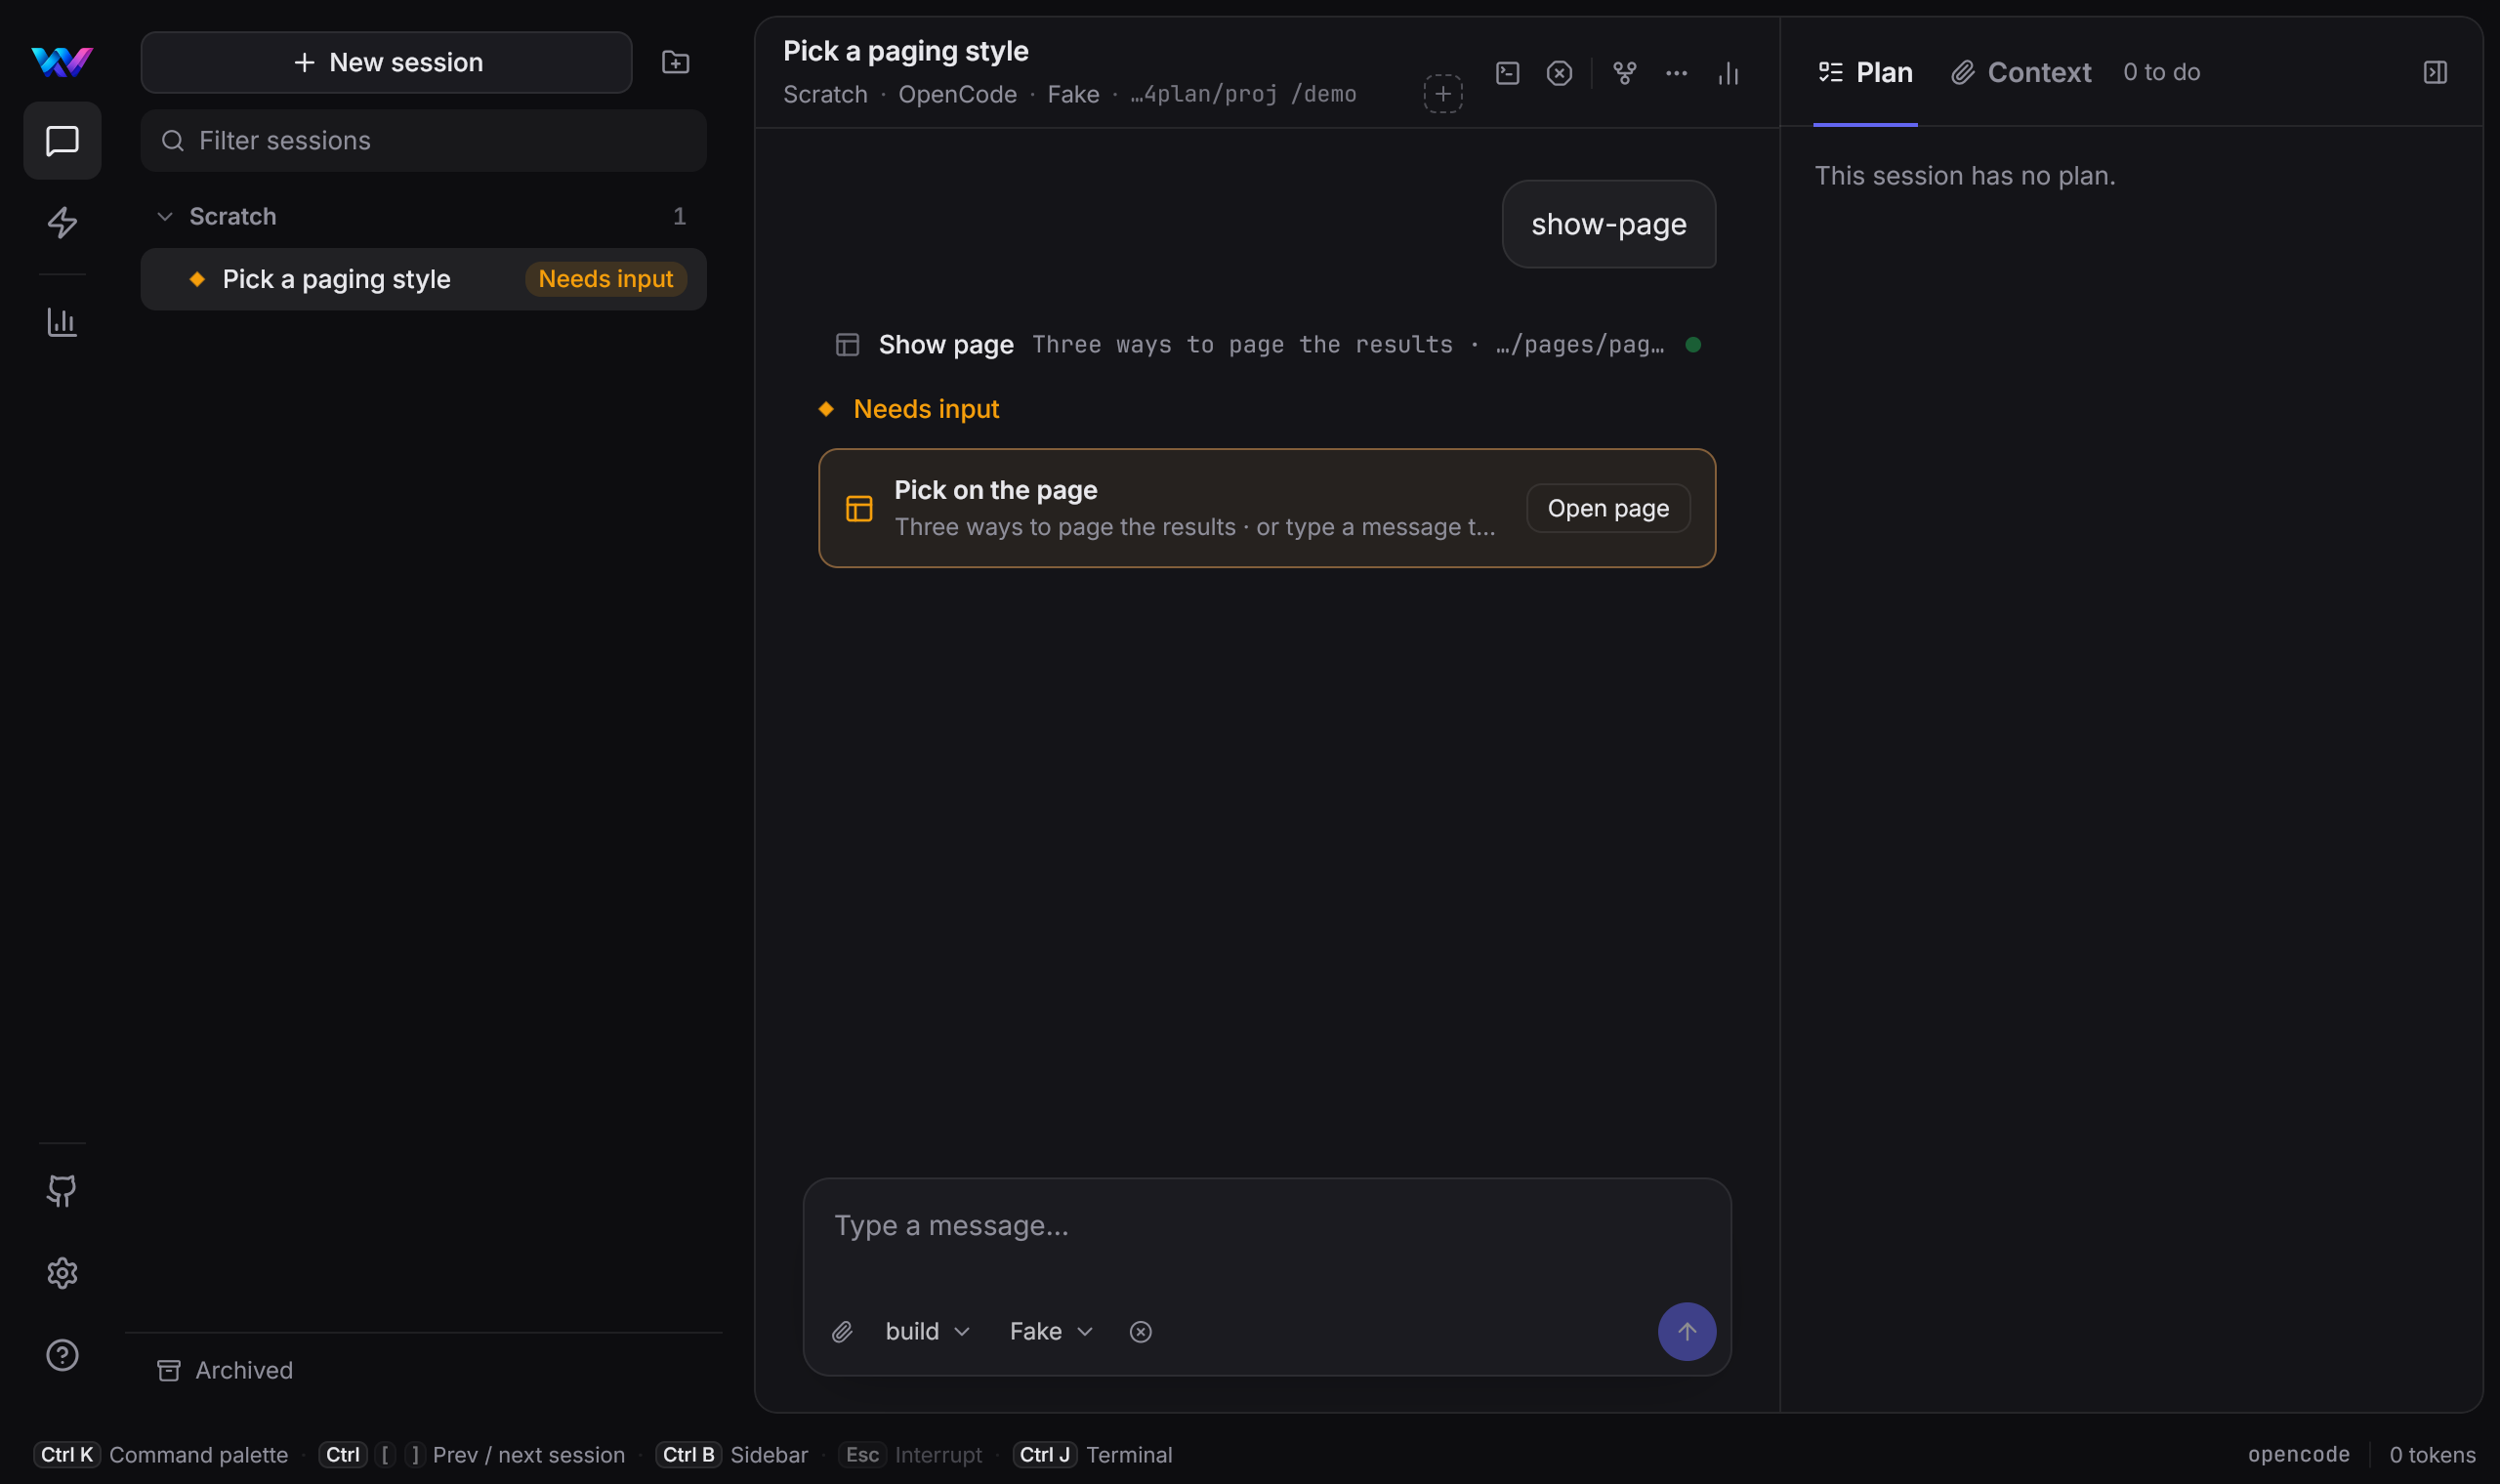 New session
Filter sessions
Scratch 1
Pick a paging style Needs input
Archived
Pick a paging style
Scratch · OpenCode · Fake · …4plan/proj /demo
show-page
Show page Three ways to page the results · …/pages/pag…
Needs input
Pick on the page
Three ways to page the results · or type a message t…
Open page
Type a message...
build Fake
Plan Context 0 to do
This session has no plan.
Ctrl K Command palette · Ctrl [ ] Prev / next session · Ctrl B Sidebar · Esc Interrupt · Ctrl J Terminal
opencode 0 tokens